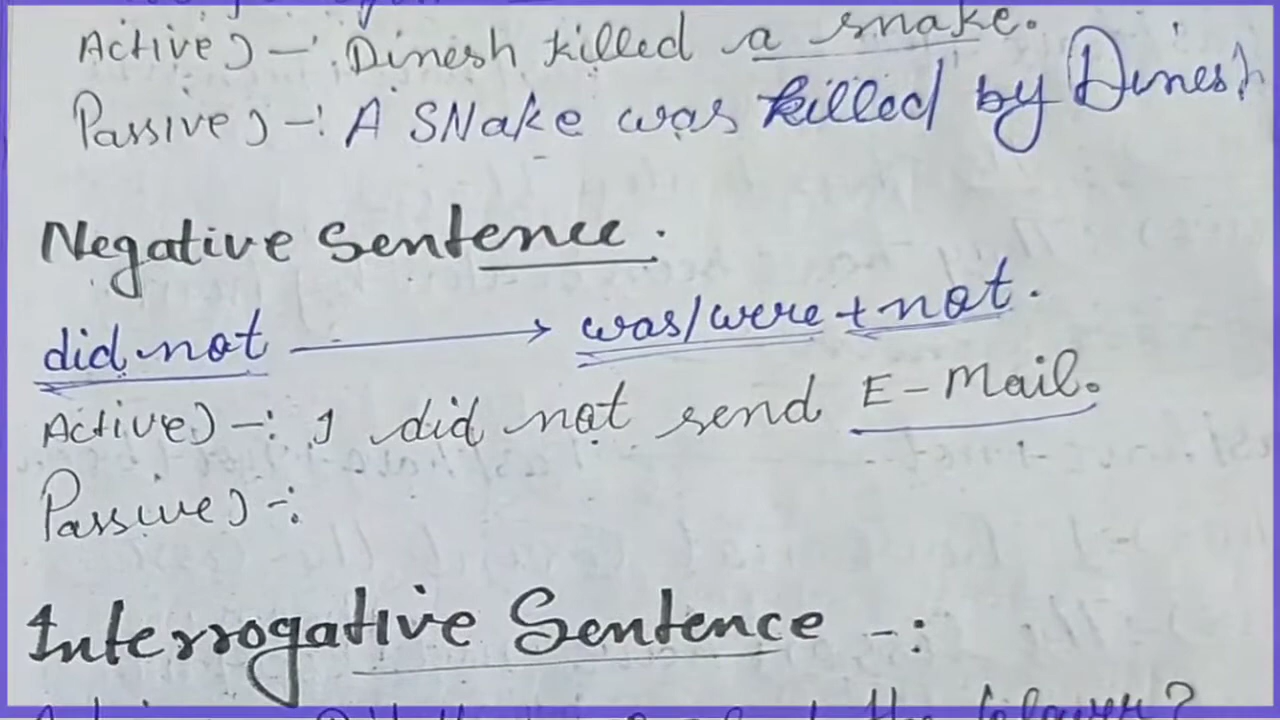 Active) -: Dinesh killed a snake.
Passive) -: A SNake was killed by Dinesh
Negative Sentence.
did not → was/were + not.
Active) -: I did not send E-Mail.
Passive) -:
Interrogative Sentence -:
the